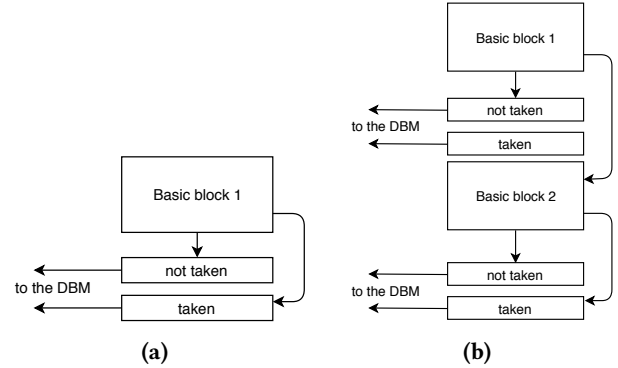 Basic block 1
not taken
to the DBM
taken
(a)
Basic block 1
not taken
to the DBM
taken
Basic block 2
not taken
to the DBM
taken
(b)